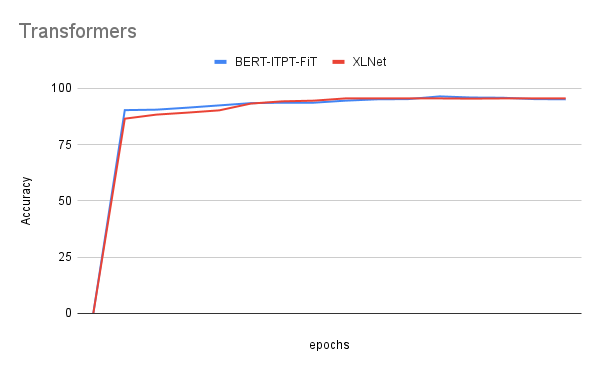 Transformers
BERT-ITPT-FiT XLNet
100
75
50
25
0
Accuracy
epochs